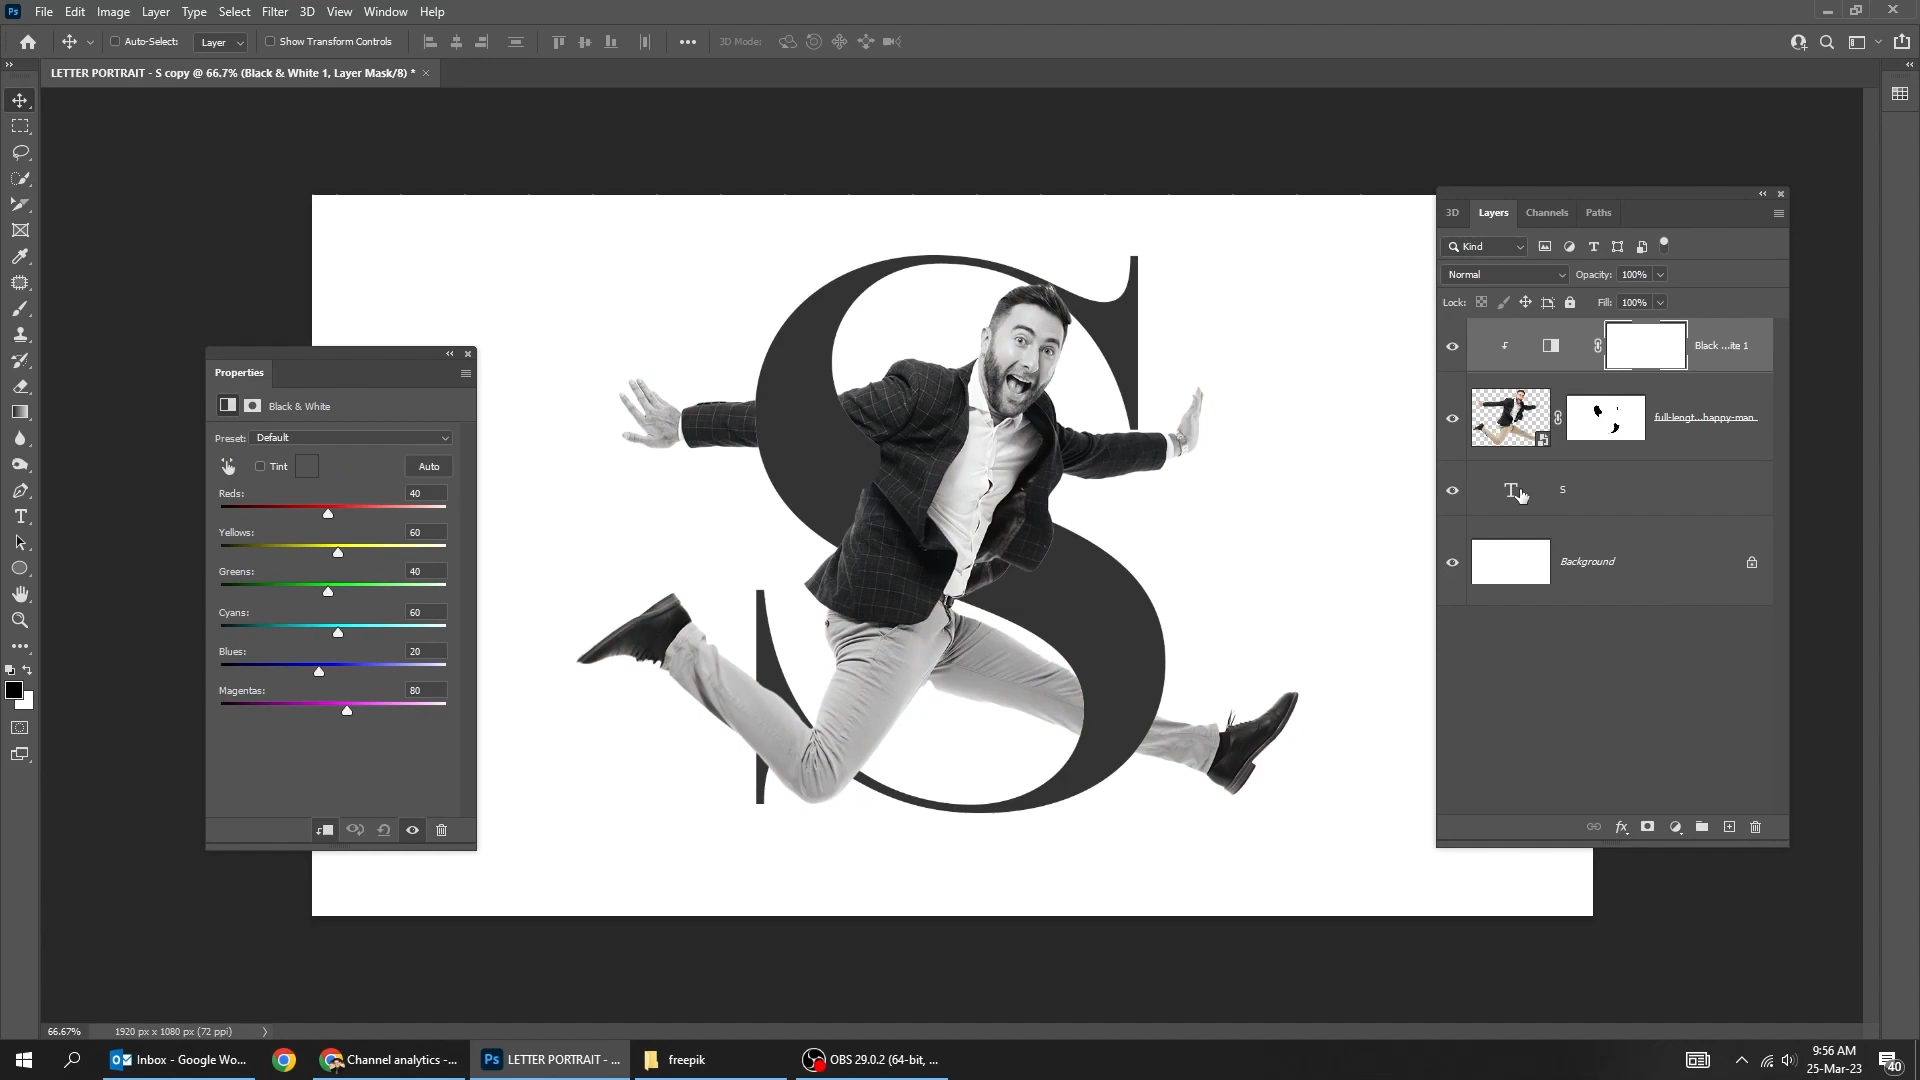 Ps File Edit Image Layer Type Select Filter 3D View Window Help
Auto-Select: Layer Show Transform Controls 3D Mode:
LETTER PORTRAIT - S copy @ 66.7% (Black & White 1, Layer Mask/8) *
S
Properties
Black & White
Preset: Default
Tint Auto
Reds: 40
Yellows: 60
Greens: 40
Cyans: 60
Blues: 20
Magentas: 80
3D Layers Channels Paths
Kind
Normal Opacity: 100%
Lock: Fill: 100%
Black ...ite 1
full-lengt...happy-man
T S
Background
fx
66.67% 1920 px x 1080 px (72 ppi)
Inbox - Google Wo... Channel analytics -... Ps LETTER PORTRAIT - ... freepik OBS 29.0.2 (64-bit, ...
9:56 AM
25-Mar-23
40